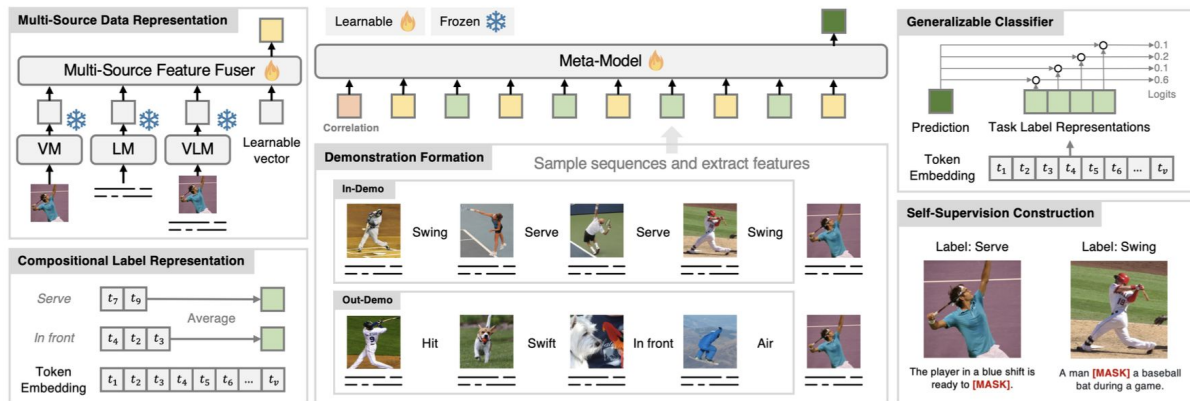 Multi-Source Data Representation
Multi-Source Feature Fuser
VM
LM
VLM
Learnable
vector
Compositional Label Representation
Serve
t7 t9
Average
In front
t4 t2 t3
Token
Embedding
t1 t2 t3 t4 t5 t6 ... tv
Learnable
Frozen
Meta-Model
Correlation
Demonstration Formation
Sample sequences and extract features
In-Demo
Swing
Serve
Serve
Swing
Out-Demo
Hit
Swift
In front
Air
Generalizable Classifier
0.1
0.2
0.1
0.6
Logits
Prediction
Task Label Representations
Token
Embedding
t1 t2 t3 t4 t5 t6 ... tv
Self-Supervision Construction
Label: Serve
Label: Swing
The player in a blue shift is
ready to [MASK].
A man [MASK] a baseball
bat during a game.